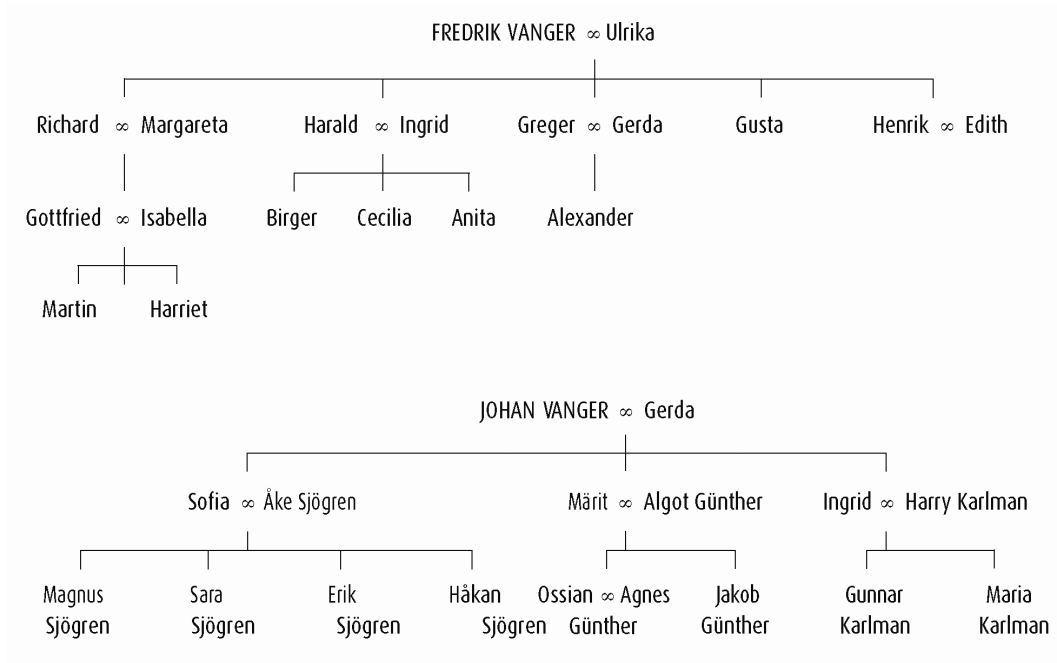 FREDRIK VANGER ∞ Ulrika
Richard ∞ Margareta Harald ∞ Ingrid Greger ∞ Gerda Gusta Henrik ∞ Edith
Gottfried ∞ Isabella Birger Cecilia Anita Alexander
Martin Harriet
JOHAN VANGER ∞ Gerda
Sofia ∞ Åke Sjögren Märit ∞ Algot Günther Ingrid ∞ Harry Karlman
Magnus Sara Erik Håkan Ossian ∞ Agnes Jakob Gunnar Maria
Sjögren Sjögren Sjögren Sjögren Günther Günther Karlman Karlman